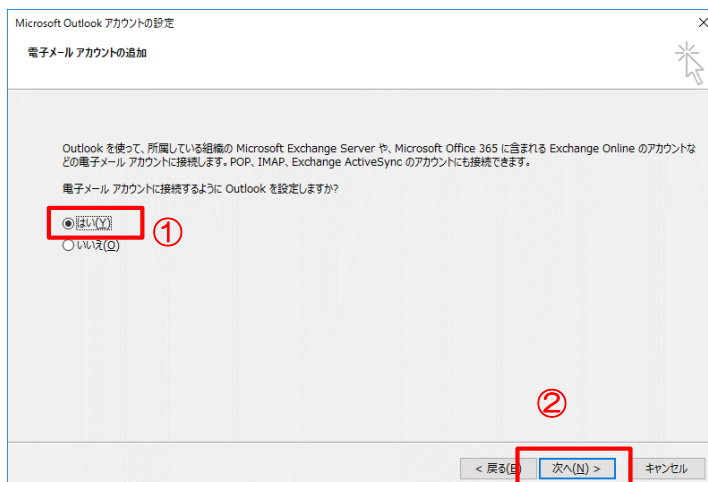 Microsoft Outlook アカウントの設定
電子メール アカウントの追加
Outlook を使って、所属している組織の Microsoft Exchange Server や、Microsoft Office 365 に含まれる Exchange Online のアカウントな
どの電子メール アカウントに接続します。POP、IMAP、Exchange ActiveSync のアカウントにも接続できます。
電子メール アカウントに接続するように Outlook を設定しますか?
はい(Y)
①
いいえ(O)
②
< 戻る(B)
次へ(N) >
キャンセル